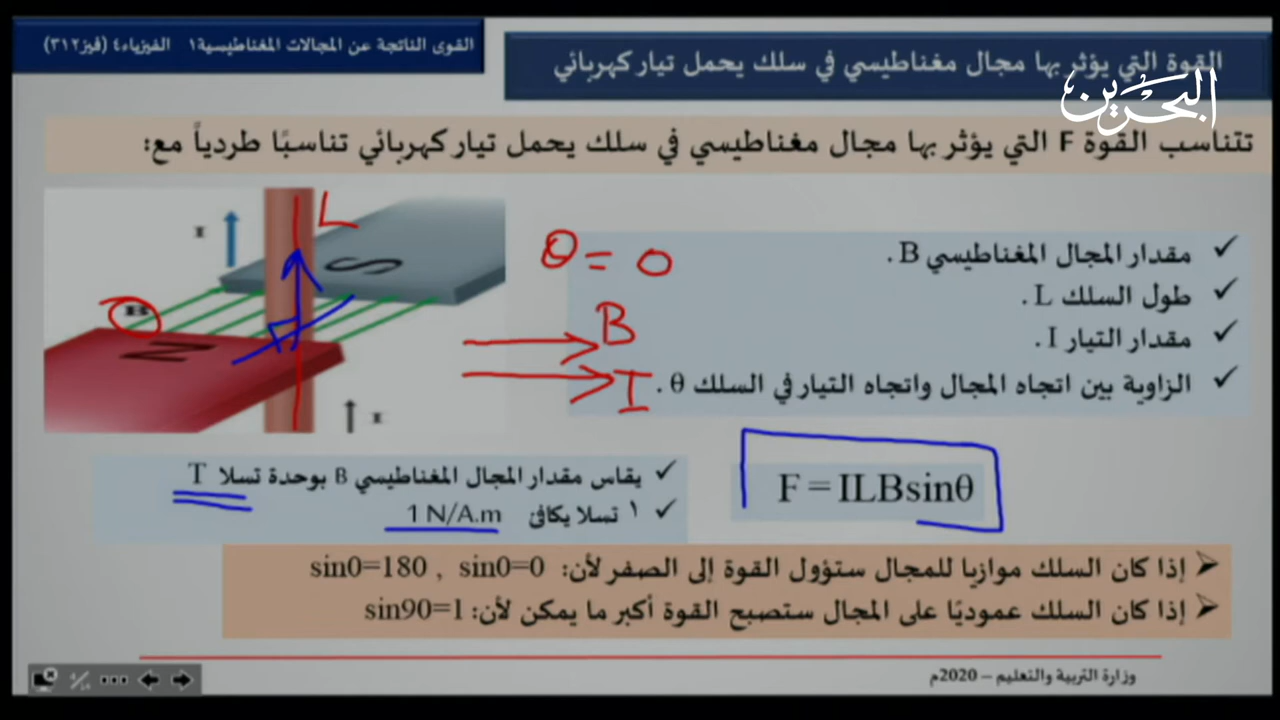 القوى الناتجة عن المجالات المغناطيسية١ الفيزياء٤ (فيز٣١٢)
القوة التي يؤثر بها مجال مغناطيسي في سلك يحمل تيار كهربائي
البحرين
تتناسب القوة F التي يؤثر بها مجال مغناطيسي في سلك يحمل تيار كهربائي تناسبًا طردياً مع:
✓ مقدار المجال المغناطيسي B .
✓ طول السلك L .
✓ مقدار التيار I .
✓ الزاوية بين اتجاه المجال واتجاه التيار في السلك θ .
I
L
S
B
N
I
θ = 0
B
I
F = ILBsinθ
✓ يقاس مقدار المجال المغناطيسي B بوحدة تسلا T
✓ ١ تسلا يكافئ 1 N/A.m
➢ إذا كان السلك موازيا للمجال ستؤول القوة إلى الصفر لأن: sin0=180 , sin0=0
➢ إذا كان السلك عموديًا على المجال ستصبح القوة أكبر ما يمكن لأن: sin90=1
وزارة التربية والتعليم – 2020م